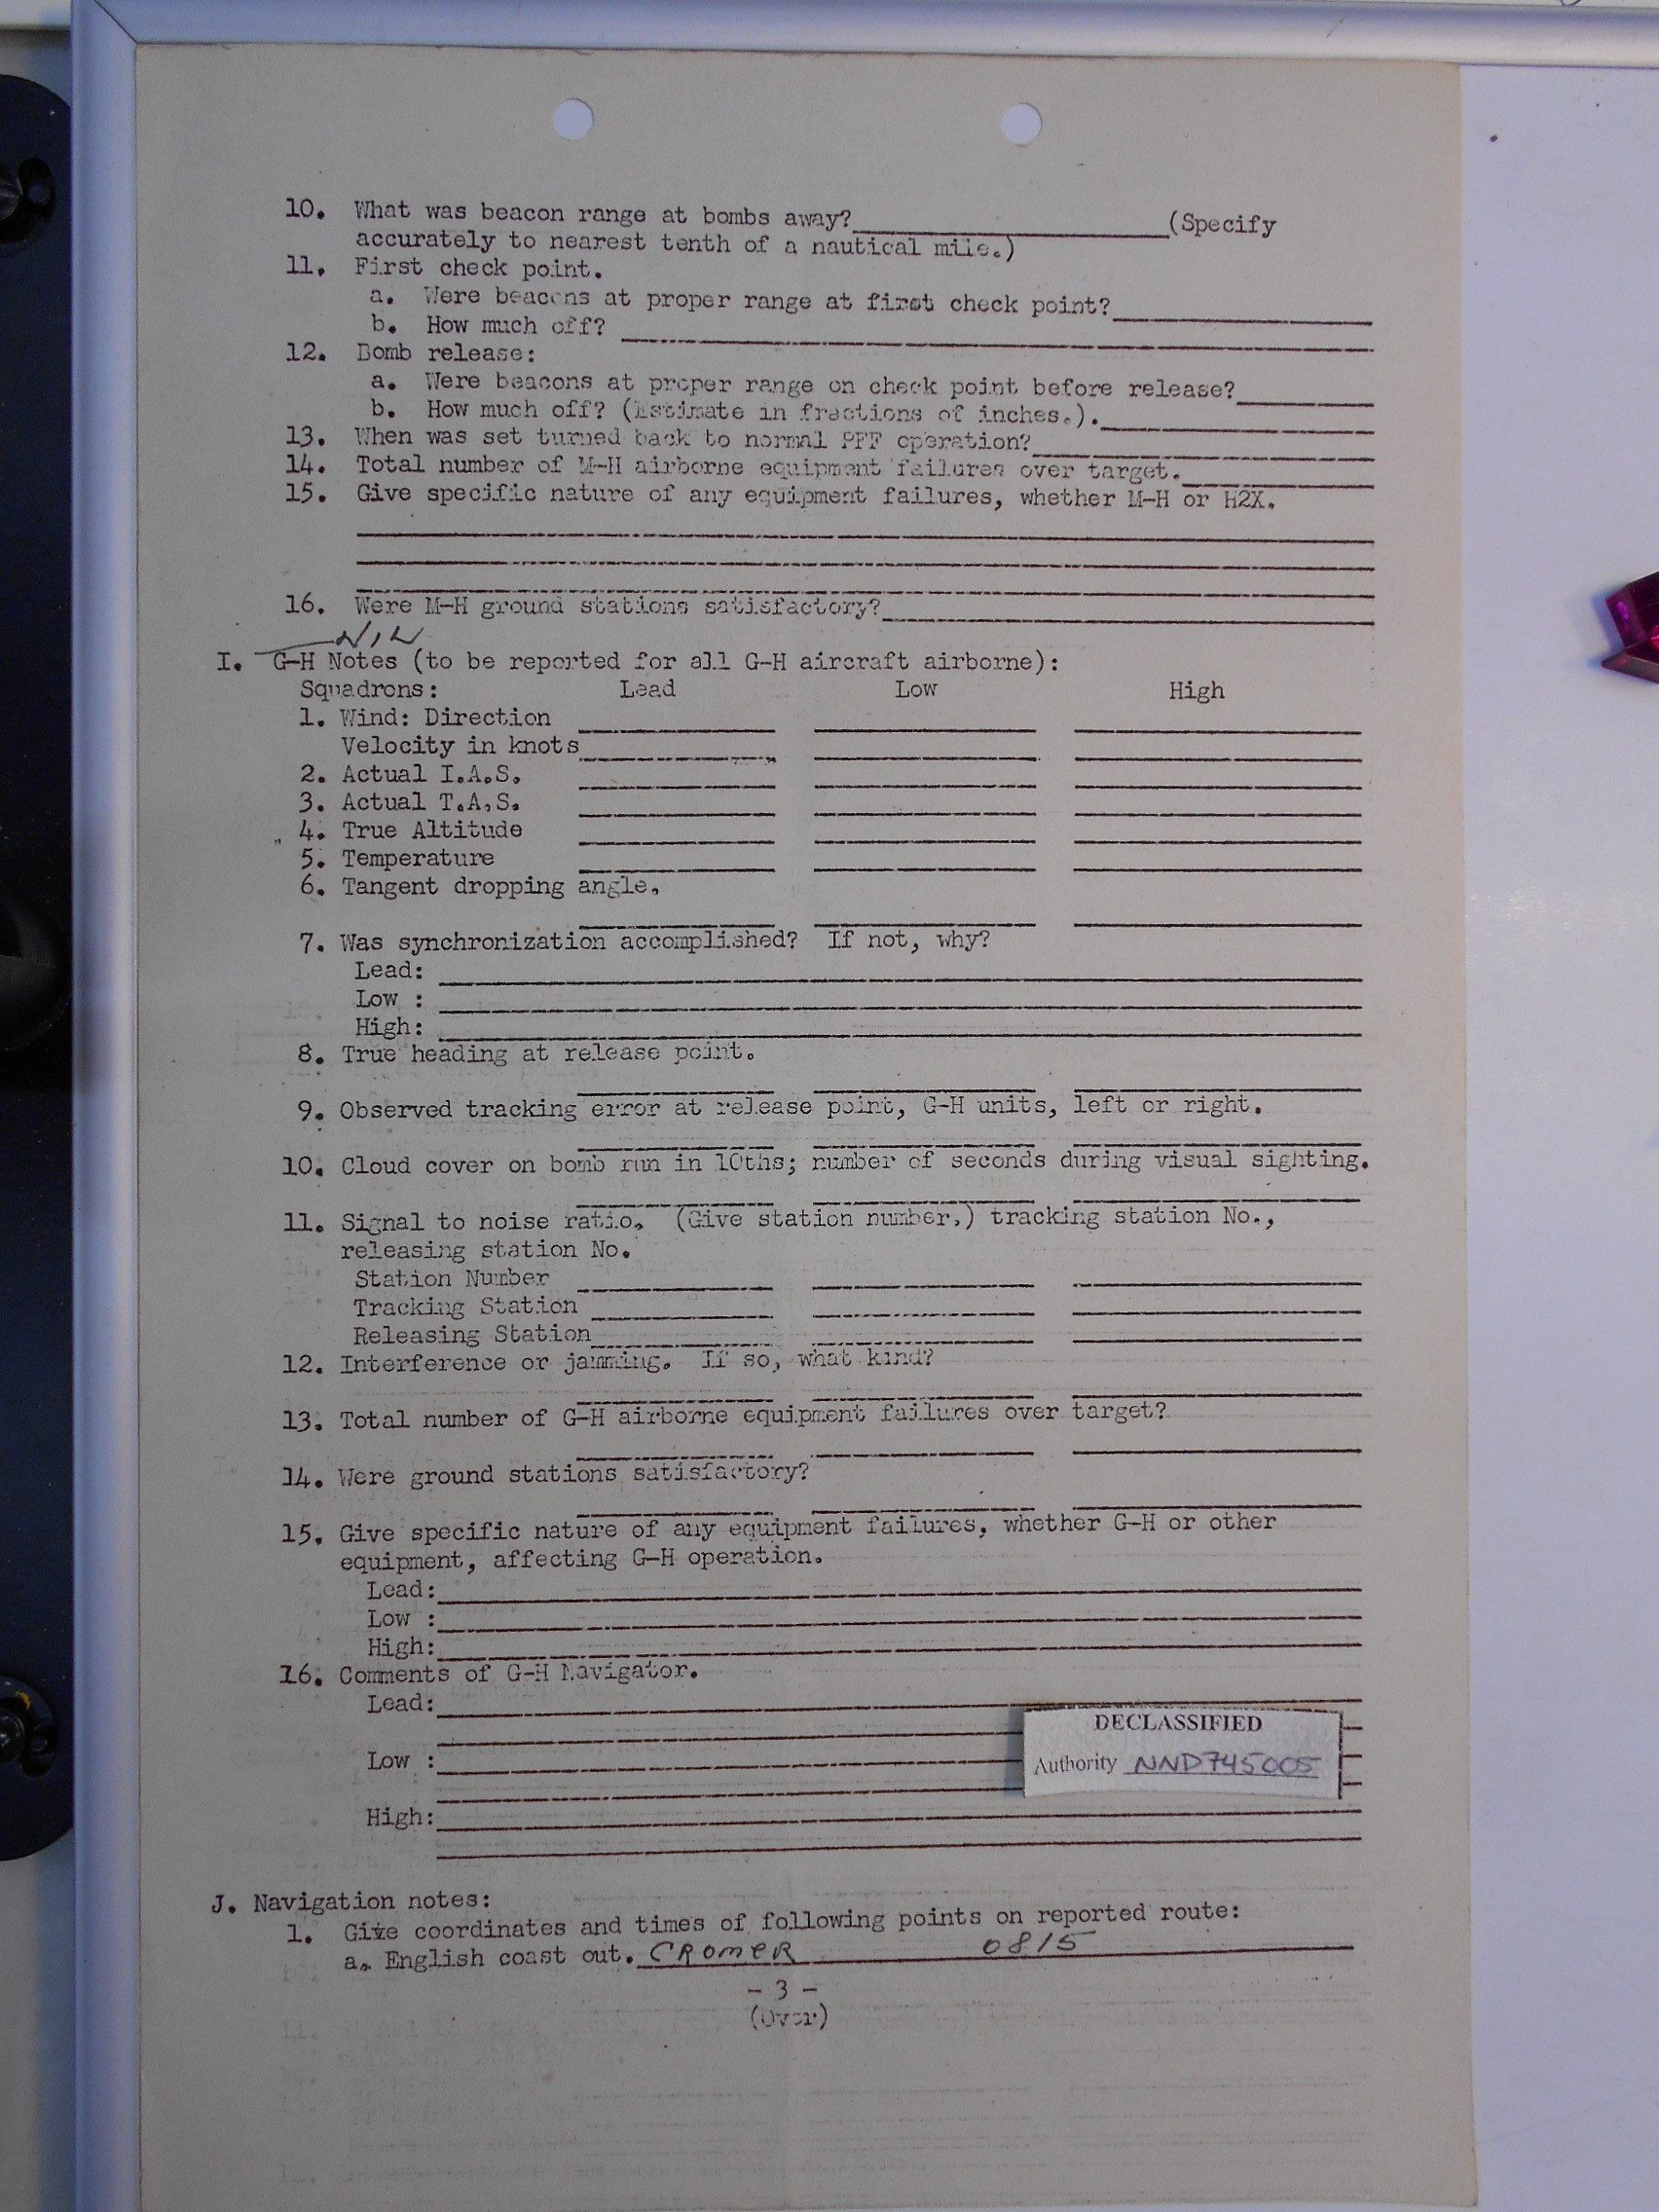 10. What was beacon range at bombs away?____(Specify
accurately to nearest tenth of a nautical mile.)
11. First check point.
a. Were beacons at proper range at first check point?____
b. How much off? ____
12. Bomb release:
a. Were beacons at proper range on check point before release?____
b. How much off? (Estimate in fractions of inches.).____
13. When was set turned back to normal PFF operation?____
14. Total number of M-H airborne equipment failures over target.____
15. Give specific nature of any equipment failures, whether M-H or H2X.
16. Were M-H ground stations satisfactory?____
I. G-H Notes (to be reported for all G-H aircraft airborne):
Squadrons: Lead Low High
1. Wind: Direction
Velocity in knots
2. Actual I.A.S.
3. Actual T.A.S.
4. True Altitude
5. Temperature
6. Tangent dropping angle.
7. Was synchronization accomplished? If not, why?
Lead:
Low :
High:
8. True heading at release point.
9. Observed tracking error at release point, G-H units, left or right.
10. Cloud cover on bomb run in 10ths; number of seconds during visual sighting.
11. Signal to noise ratio. (Give station number.) tracking station No.,
releasing station No.
Station Number
Tracking Station
Releasing Station
12. Interference or jamming. If so, what kind?
13. Total number of G-H airborne equipment failures over target?
14. Were ground stations satisfactory?
15. Give specific nature of any equipment failures, whether G-H or other
equipment, affecting G-H operation.
Lead:
Low :
High:
16. Comments of G-H Navigator.
Lead:
DECLASSIFIED
Low :
Authority NND745005
High:
J. Navigation notes:
1. Give coordinates and times of following points on reported route:
a. English coast out. CROMER 0815
- 3 -
(Over)